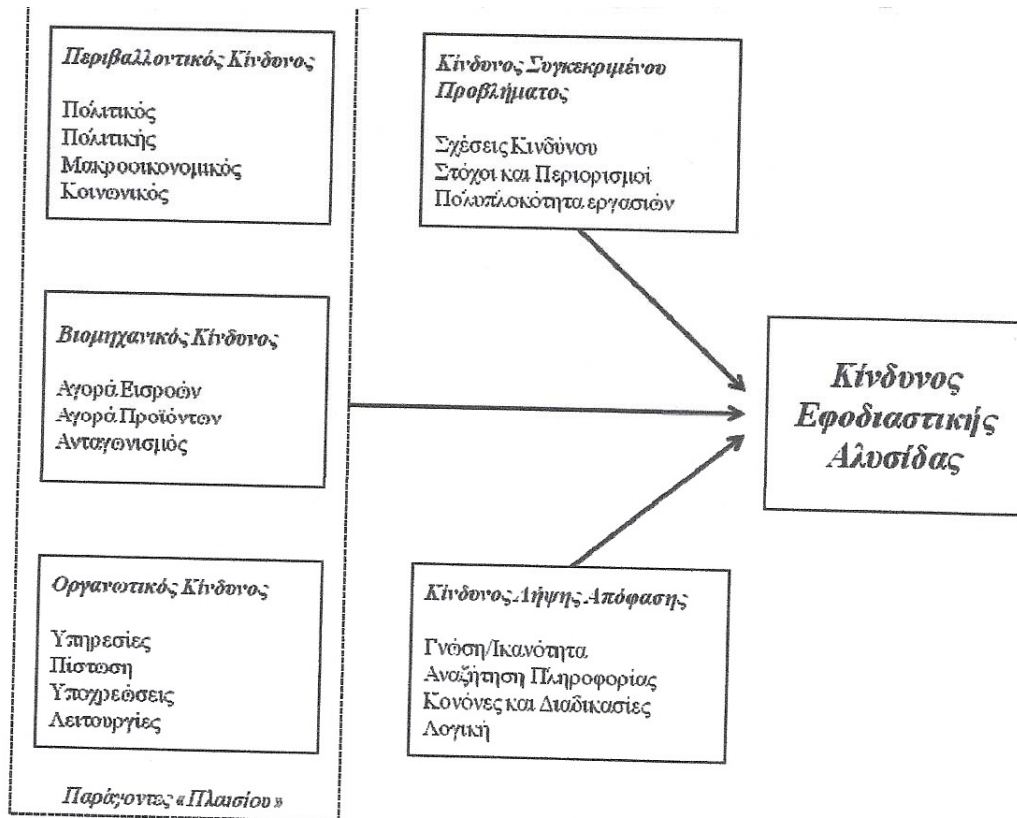 Περιβαλλοντικός Κίνδυνος
Πολιτικός
Πολιτικής
Μακροοικονομικός
Κοινωνικός
Βιομηχανικός Κίνδυνος
Αγορά Εισροών
Αγορά Προϊόντων
Ανταγωνισμός
Οργανωτικός Κίνδυνος
Υπηρεσίες
Πίστωση
Υποχρεώσεις
Λειτουργίες
Παράγοντες «Πλαισίου»
Κίνδυνος Συγκεκριμένου
Προβλήματος
Σχέσεις Κινδύνου
Στόχοι και Περιορισμοί
Πολυπλοκότητα εργασιών
Κίνδυνος Λήψης Απόφασης
Γνώση/Ικανότητα
Αναζήτηση Πληροφορίας
Κονόνες και Διαδικασίες
Λογική
Κίνδυνος
Εφοδιαστικής
Αλυσίδας